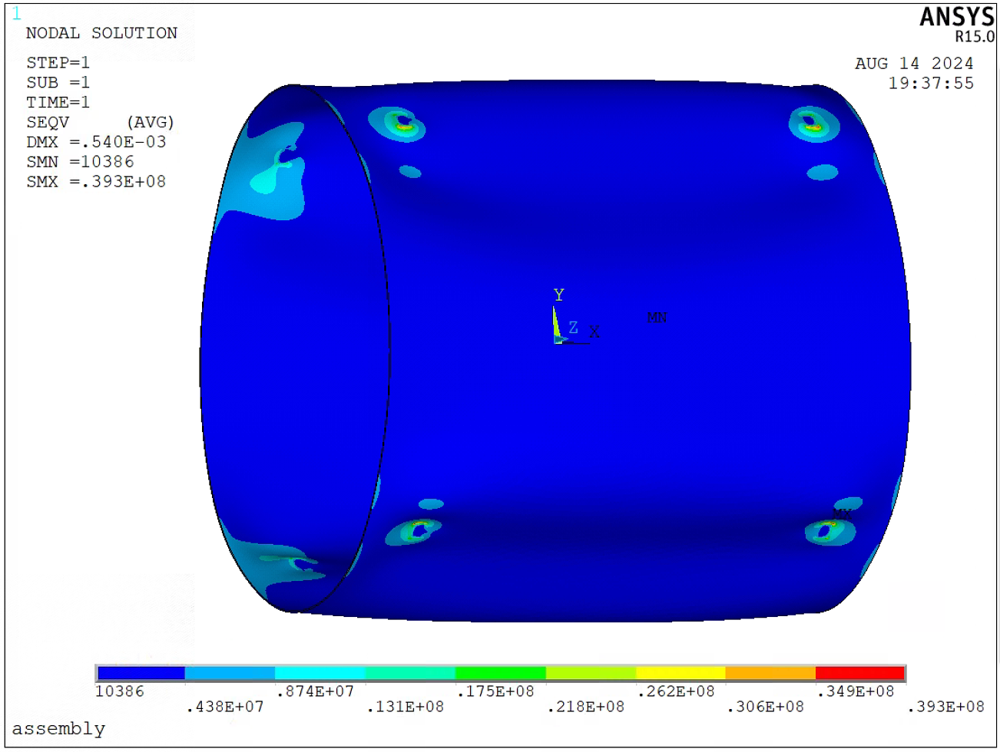 1
ANSYS
R15.0
NODAL SOLUTION
STEP=1
SUB =1
TIME=1
SEQV (AVG)
DMX =.540E-03
SMN =10386
SMX =.393E+08
AUG 14 2024
19:37:55
Y
Z
X
MN
MX
10386
.438E+07
.874E+07
.131E+08
.175E+08
.218E+08
.262E+08
.306E+08
.349E+08
.393E+08
assembly